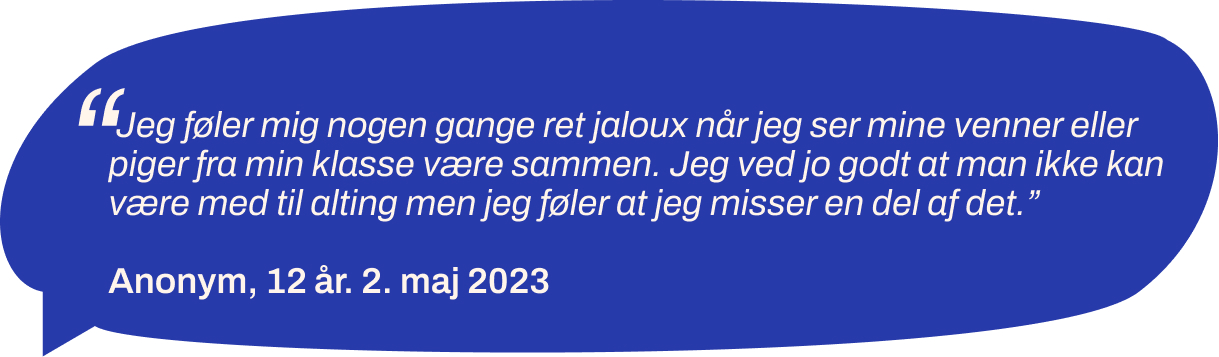 “Jeg føler mig nogen gange ret jaloux når jeg ser mine venner eller
piger fra min klasse være sammen. Jeg ved jo godt at man ikke kan
være med til alting men jeg føler at jeg misser en del af det.”
Anonym, 12 år. 2. maj 2023